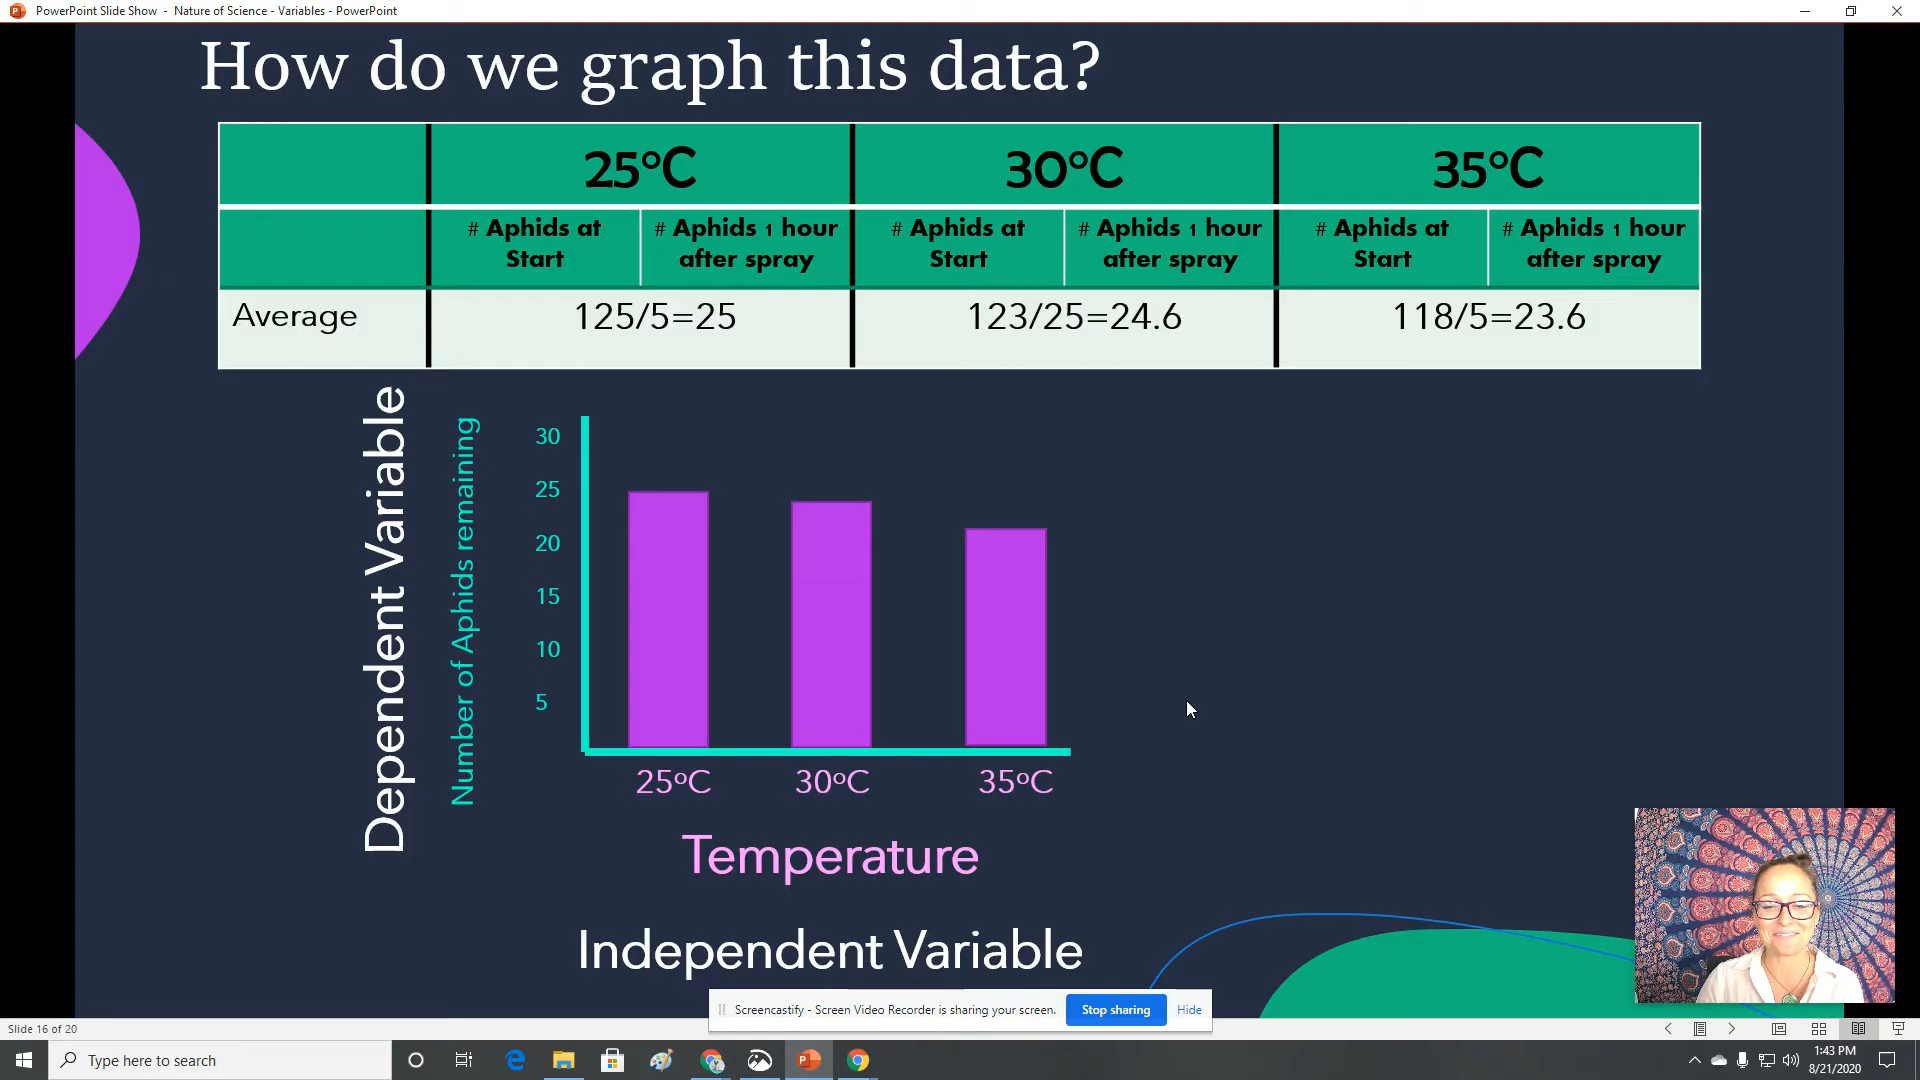 PowerPoint Slide Show - Nature of Science - Variables - PowerPoint
How do we graph this data?
25°C 30°C 35°C
# Aphids at Start # Aphids 1 hour after spray # Aphids at Start # Aphids 1 hour after spray # Aphids at Start # Aphids 1 hour after spray
Average 125/5=25 123/25=24.6 118/5=23.6
Dependent Variable
Number of Aphids remaining
30
25
20
15
10
5
25°C 30°C 35°C
Temperature
Independent Variable
Screencastify - Screen Video Recorder is sharing your screen. Stop sharing Hide
Slide 16 of 20
Type here to search
1:43 PM
8/21/2020